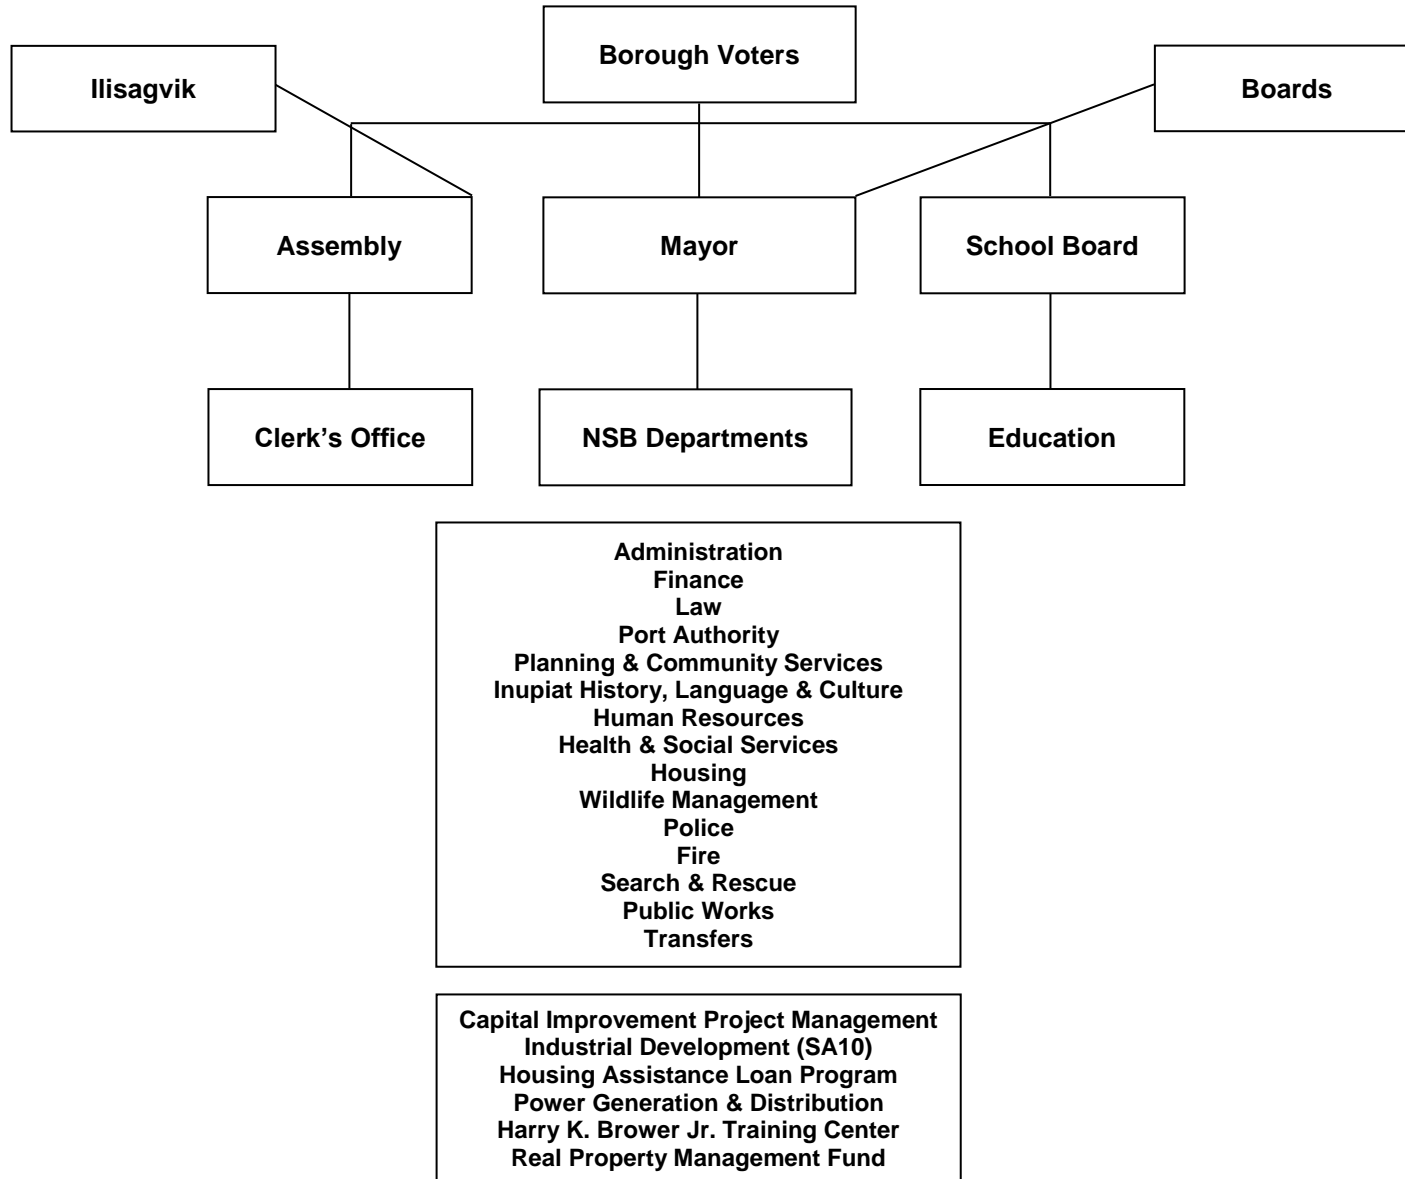 Borough Voters
Ilisagvik
Boards
Assembly
Mayor
School Board
Clerk’s Office
NSB Departments
Education
Administration
Finance
Law
Port Authority
Planning & Community Services
Inupiat History, Language & Culture
Human Resources
Health & Social Services
Housing
Wildlife Management
Police
Fire
Search & Rescue
Public Works
Transfers
Capital Improvement Project Management
Industrial Development (SA10)
Housing Assistance Loan Program
Power Generation & Distribution
Harry K. Brower Jr. Training Center
Real Property Management Fund